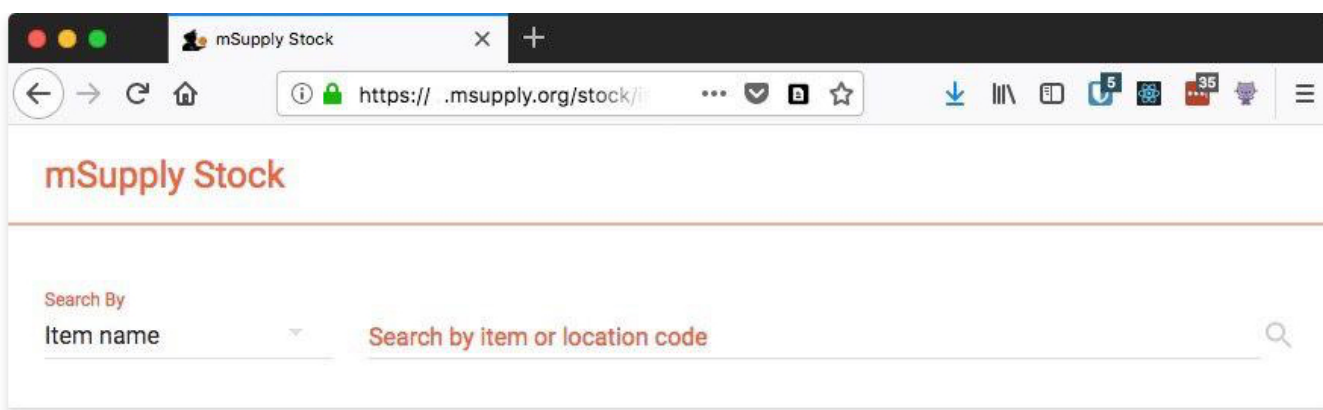 mSupply Stock
https:// .msupply.org/stock/i
5
35
mSupply Stock
Search By
Item name
Search by item or location code